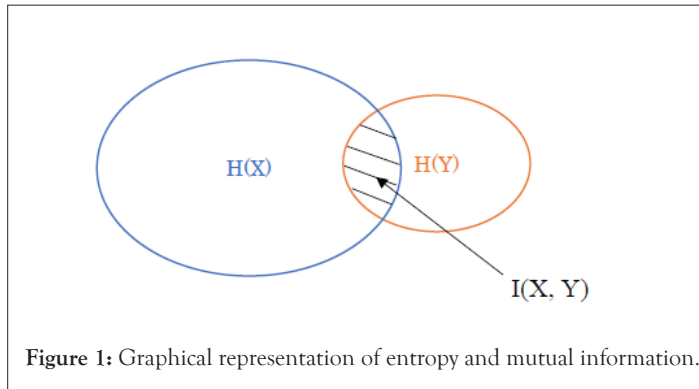 H(X)
H(Y)
I(X, Y)
Figure 1: Graphical representation of entropy and mutual information.